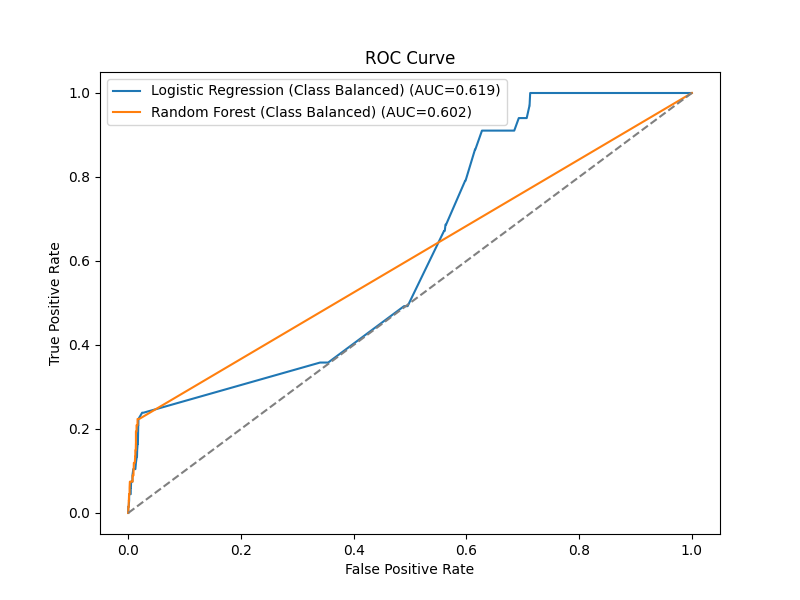 ROC Curve
Logistic Regression (Class Balanced) (AUC=0.619)
Random Forest (Class Balanced) (AUC=0.602)
1.0
0.8
0.6
0.4
0.2
0.0
True Positive Rate
0.0 0.2 0.4 0.6 0.8 1.0
False Positive Rate